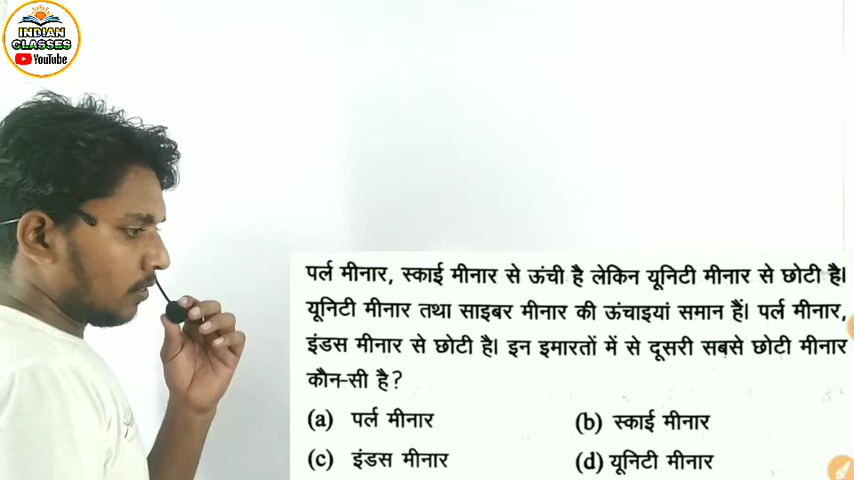 INDIAN
CLASSES
YouTube
पर्ल मीनार, स्काई मीनार से ऊंची है लेकिन यूनिटी मीनार से छोटी है।
यूनिटी मीनार तथा साइबर मीनार की ऊंचाइयां समान हैं। पर्ल मीनार,
इंडस मीनार से छोटी है। इन इमारतों में से दूसरी सबसे छोटी मीनार
कौन-सी है?
(a) पर्ल मीनार (b) स्काई मीनार
(c) इंडस मीनार (d) यूनिटी मीनार